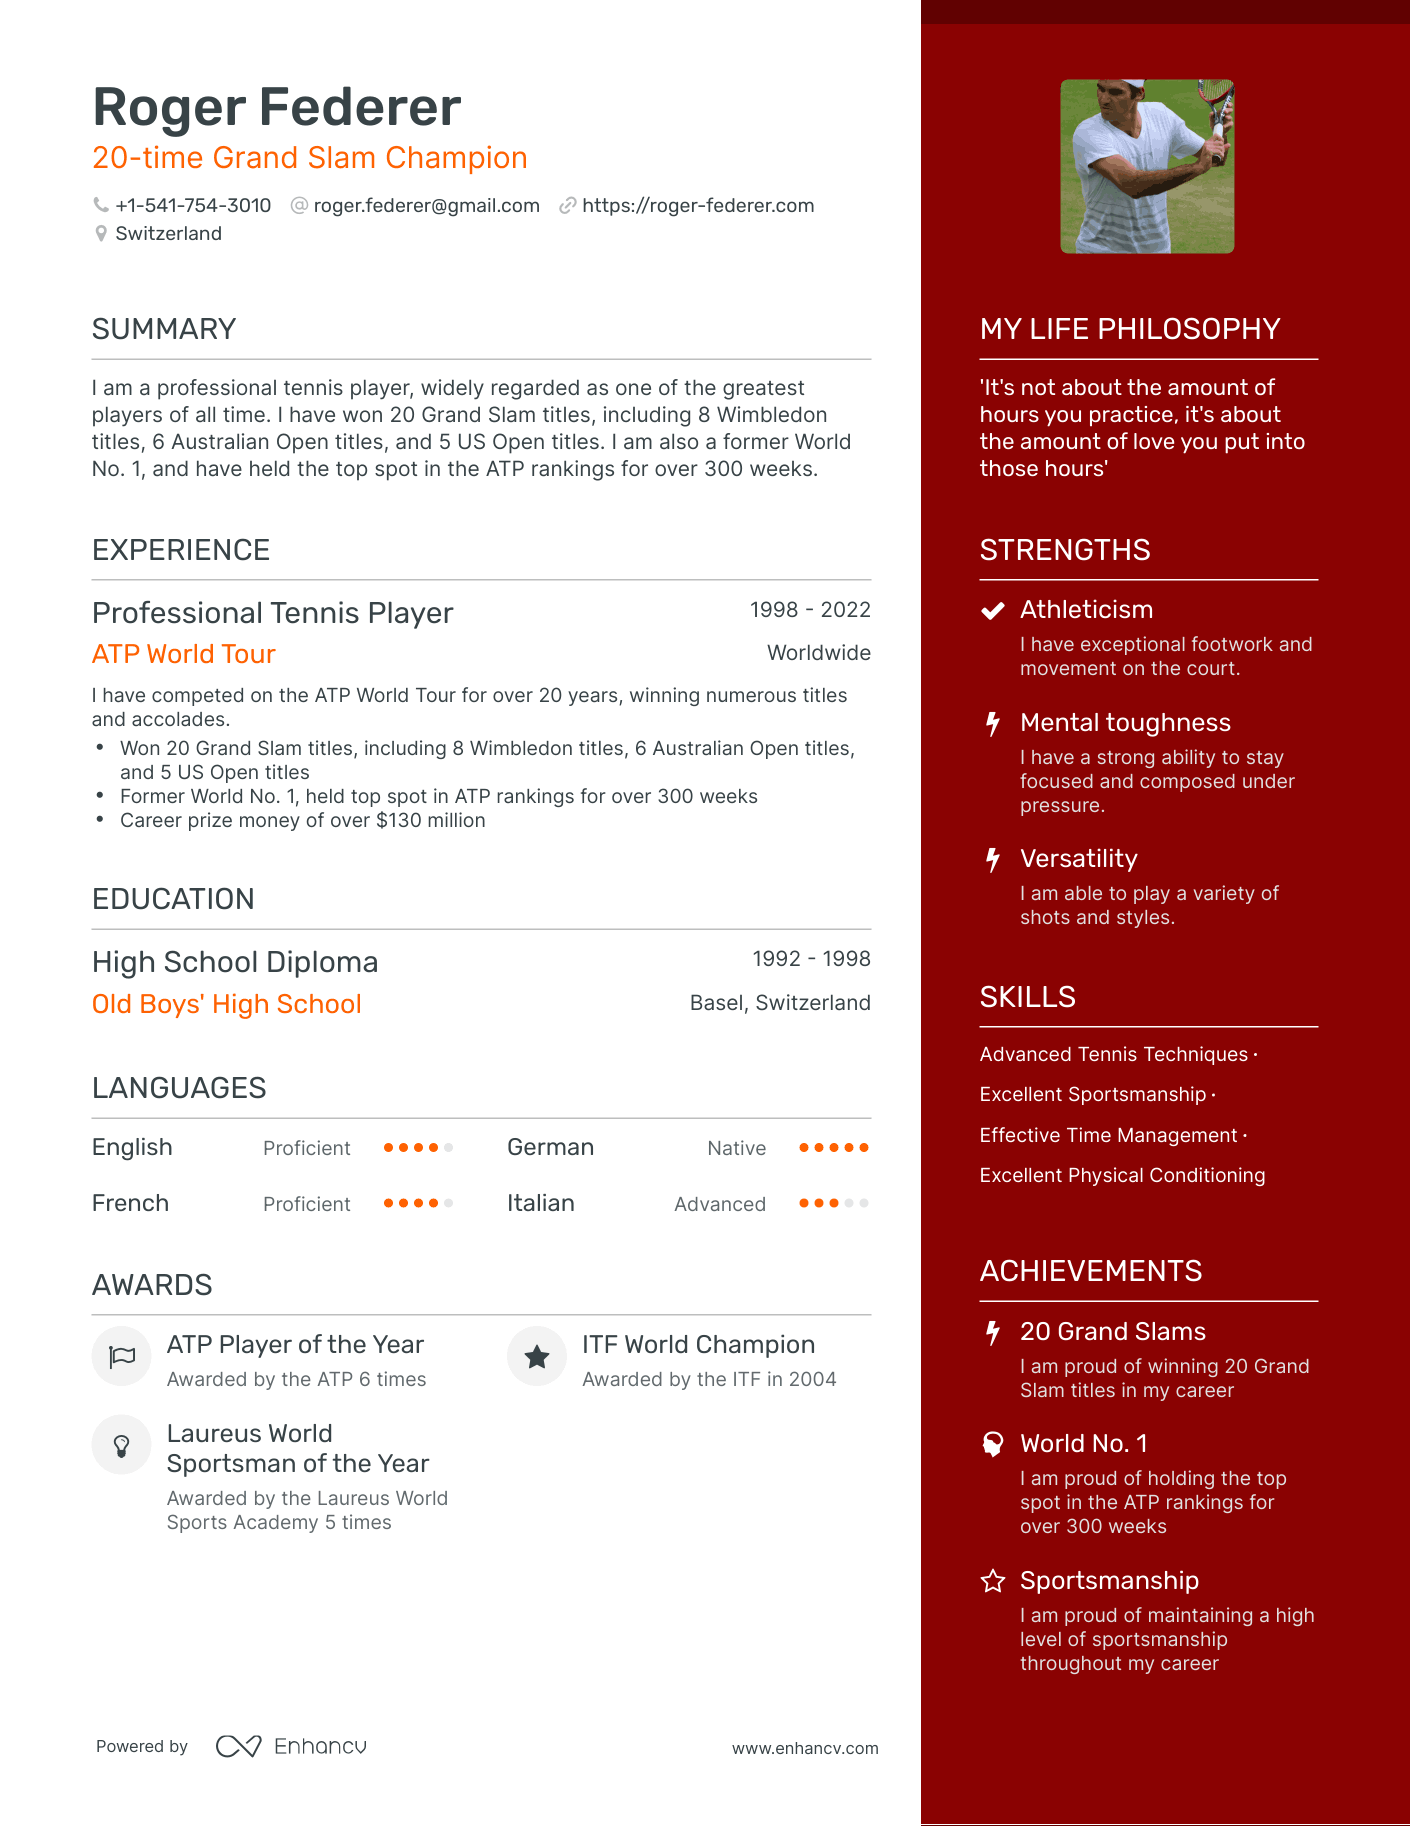 Roger Federer
20-time Grand Slam Champion
+1-541-754-3010 roger.federer@gmail.com https://roger-federer.com
Switzerland
SUMMARY
I am a professional tennis player, widely regarded as one of the greatest
players of all time. I have won 20 Grand Slam titles, including 8 Wimbledon
titles, 6 Australian Open titles, and 5 US Open titles. I am also a former World
No. 1, and have held the top spot in the ATP rankings for over 300 weeks.
EXPERIENCE
Professional Tennis Player 1998 - 2022
ATP World Tour Worldwide
I have competed on the ATP World Tour for over 20 years, winning numerous titles
and accolades.
• Won 20 Grand Slam titles, including 8 Wimbledon titles, 6 Australian Open titles,
and 5 US Open titles
• Former World No. 1, held top spot in ATP rankings for over 300 weeks
• Career prize money of over $130 million
EDUCATION
High School Diploma 1992 - 1998
Old Boys' High School Basel, Switzerland
LANGUAGES
English Proficient German Native
French Proficient Italian Advanced
AWARDS
ATP Player of the Year
Awarded by the ATP 6 times
ITF World Champion
Awarded by the ITF in 2004
Laureus World
Sportsman of the Year
Awarded by the Laureus World
Sports Academy 5 times
Powered by Enhancv www.enhancv.com
MY LIFE PHILOSOPHY
'It's not about the amount of
hours you practice, it's about
the amount of love you put into
those hours'
STRENGTHS
Athleticism
I have exceptional footwork and
movement on the court.
Mental toughness
I have a strong ability to stay
focused and composed under
pressure.
Versatility
I am able to play a variety of
shots and styles.
SKILLS
Advanced Tennis Techniques ·
Excellent Sportsmanship ·
Effective Time Management ·
Excellent Physical Conditioning
ACHIEVEMENTS
20 Grand Slams
I am proud of winning 20 Grand
Slam titles in my career
World No. 1
I am proud of holding the top
spot in the ATP rankings for
over 300 weeks
Sportsmanship
I am proud of maintaining a high
level of sportsmanship
throughout my career